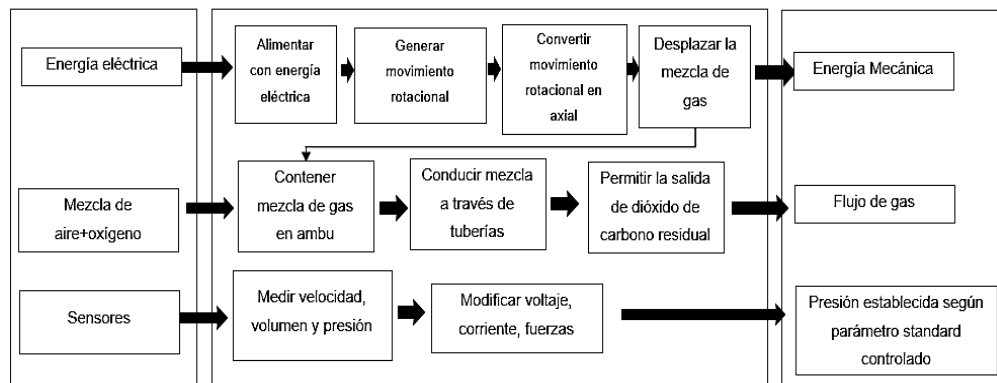 Energía eléctrica
Alimentar
con energía
eléctrica
Generar
movimiento
rotacional
Convertir
movimiento
rotacional en
axial
Desplazar la
mezcla de
gas
Energía Mecánica
Mezcla de
aire+oxígeno
Contener
mezcla de gas
en ambu
Conducir mezcla
a través de
tuberías
Permitir la salida
de dióxido de
carbono residual
Flujo de gas
Sensores
Medir velocidad,
volumen y presión
Modificar voltaje,
corriente, fuerzas
Presión establecida según
parámetro standard
controlado